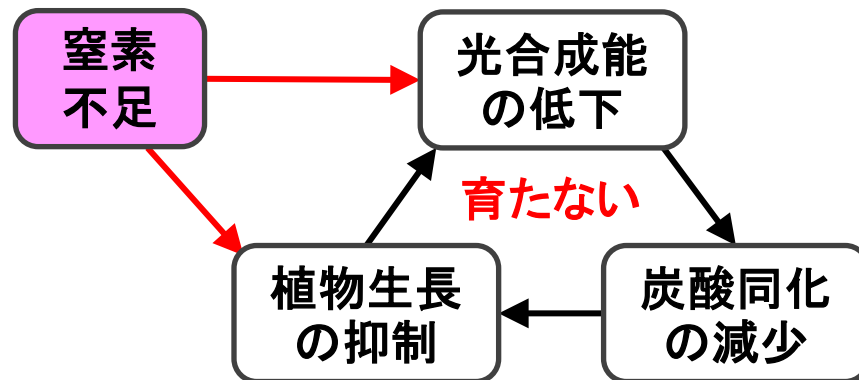 窒素
不足
光合成能
の低下
育たない
植物生長
の抑制
炭酸同化
の減少